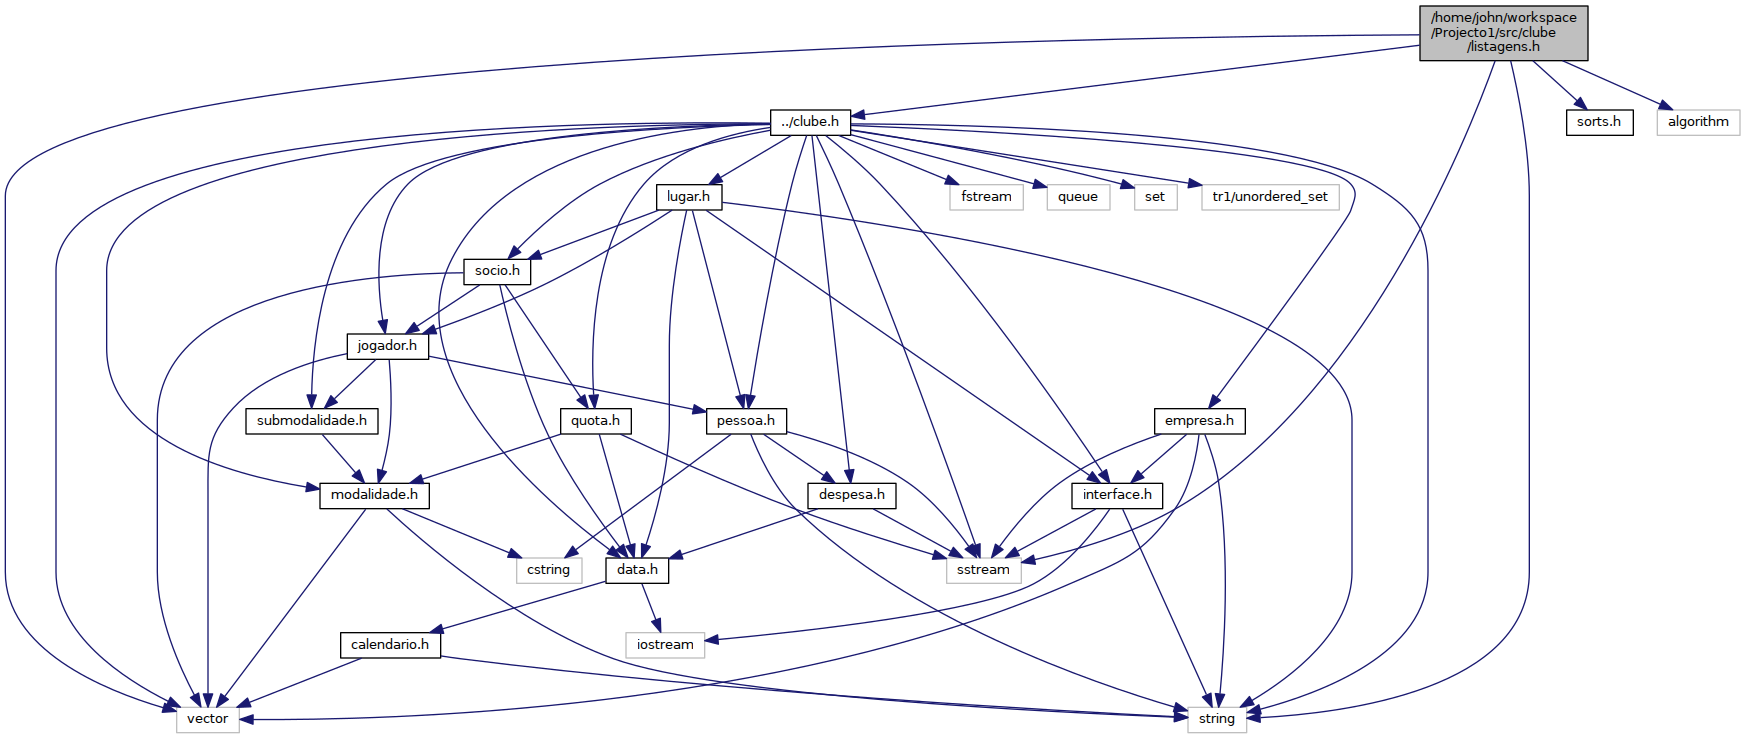 /home/john/workspace
/Projecto1/src/clube
/listagens.h
../clube.h
sorts.h
algorithm
lugar.h
fstream
queue
set
tr1/unordered_set
socio.h
jogador.h
submodalidade.h
quota.h
pessoa.h
empresa.h
modalidade.h
despesa.h
interface.h
cstring
data.h
sstream
calendario.h
iostream
vector
string